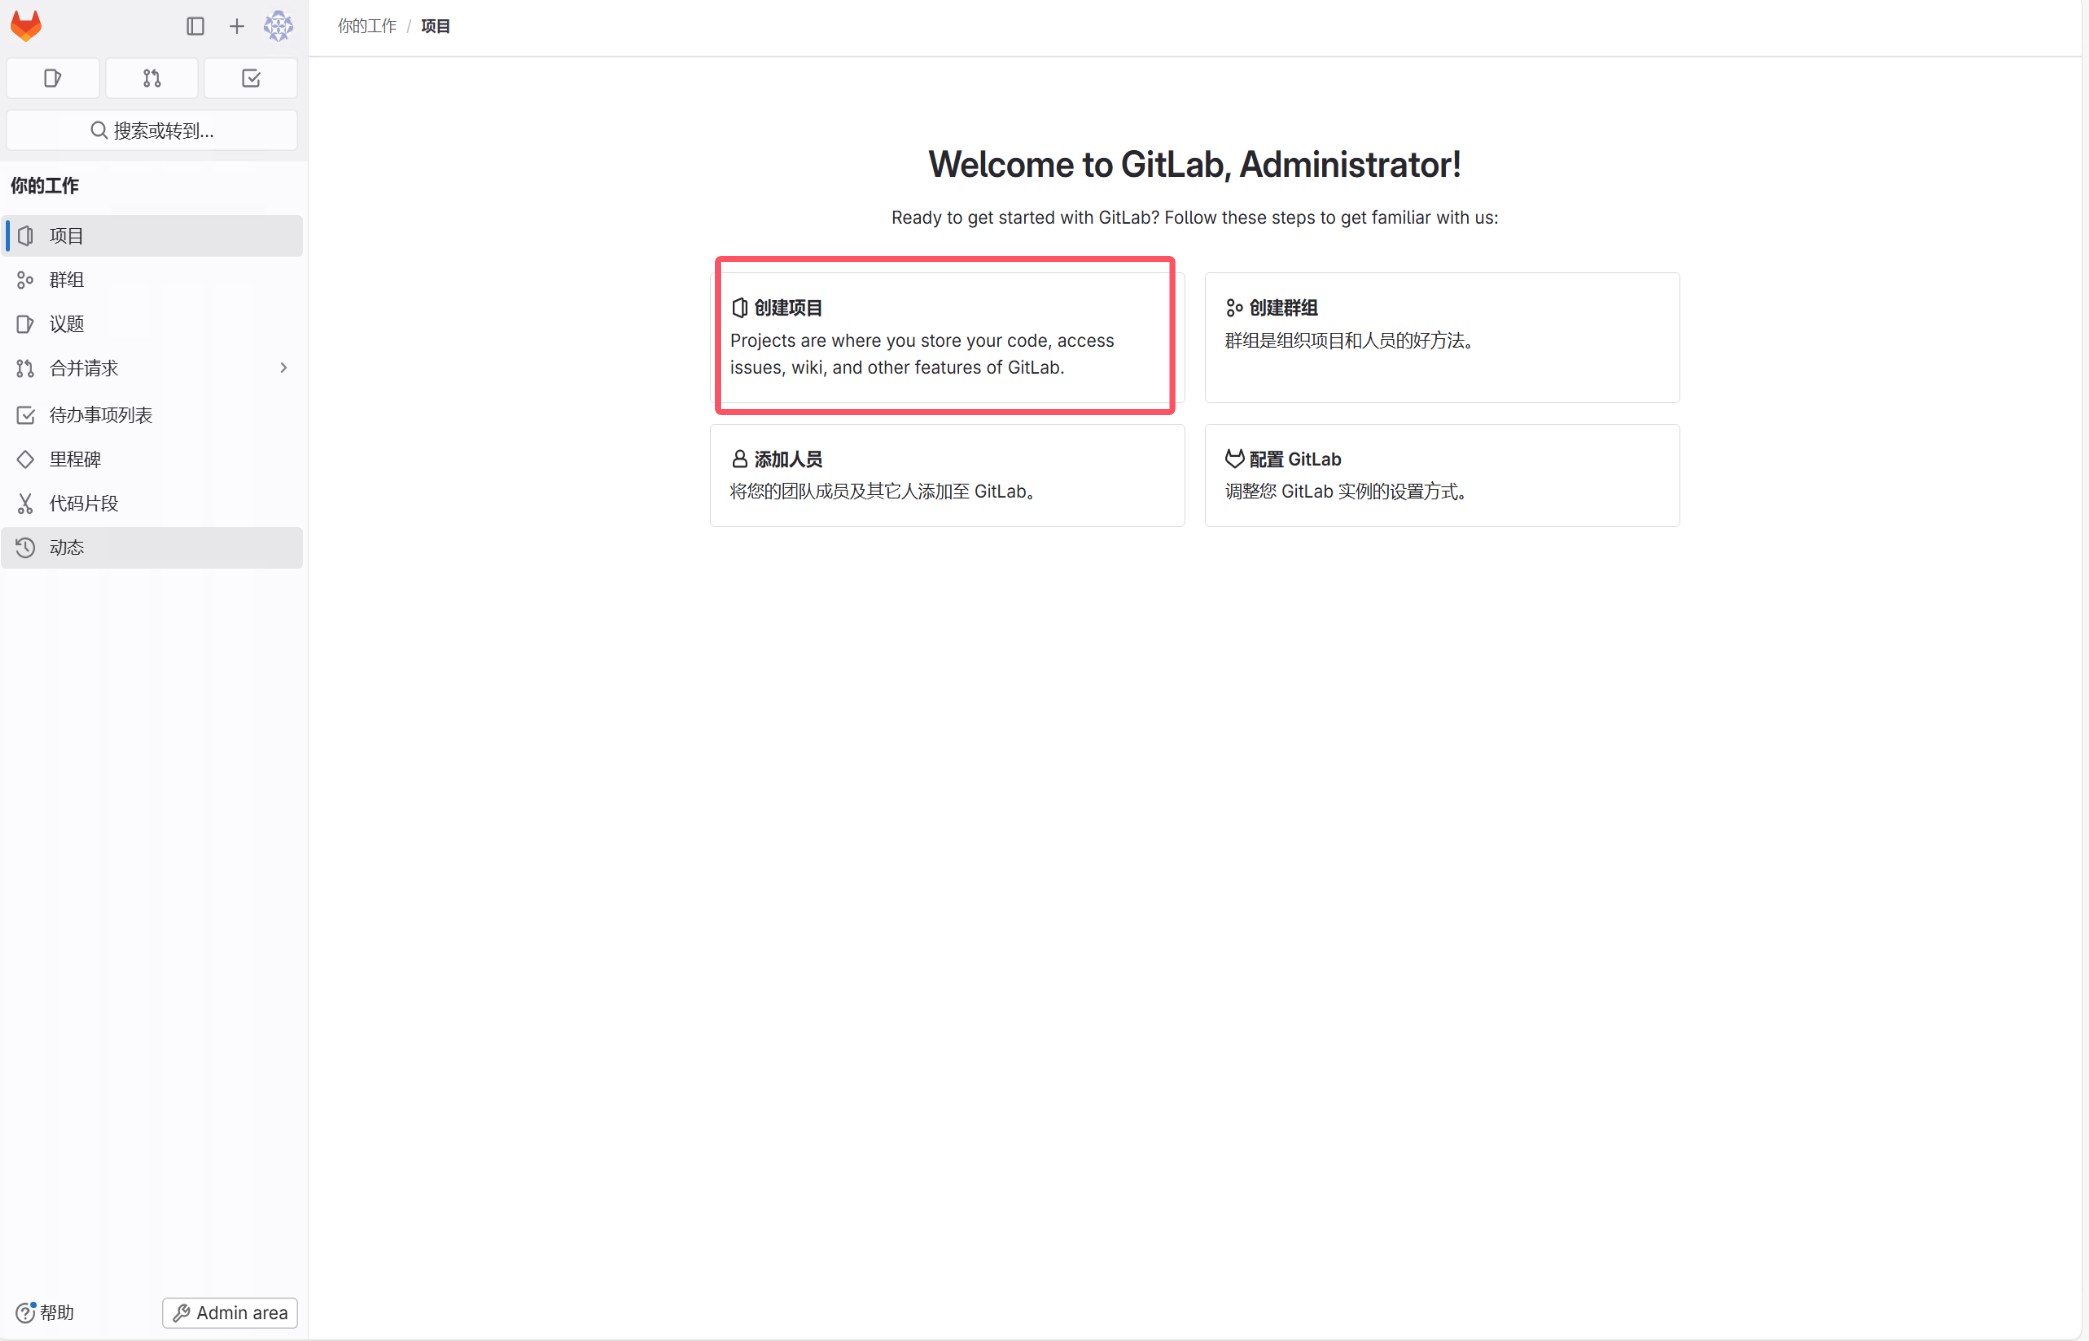 你的工作 / 项目
搜索或转到...
你的工作
项目
群组
议题
合并请求
待办事项列表
里程碑
代码片段
动态
帮助
Admin area
Welcome to GitLab, Administrator!
Ready to get started with GitLab? Follow these steps to get familiar with us:
创建项目
Projects are where you store your code, access
issues, wiki, and other features of GitLab.
创建群组
群组是组织项目和人员的好方法。
添加人员
将您的团队成员及其它人添加至 GitLab。
配置 GitLab
调整您 GitLab 实例的设置方式。